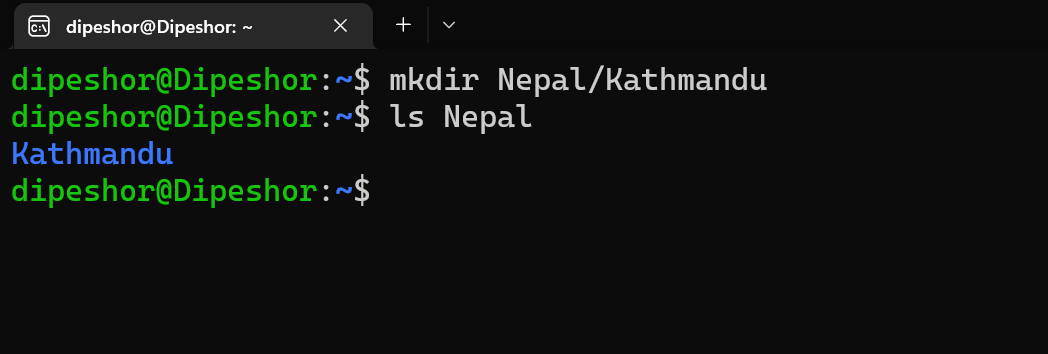 dipeshor@Dipeshor: ~
dipeshor@Dipeshor:~$ mkdir Nepal/Kathmandu
dipeshor@Dipeshor:~$ ls Nepal
Kathmandu
dipeshor@Dipeshor:~$